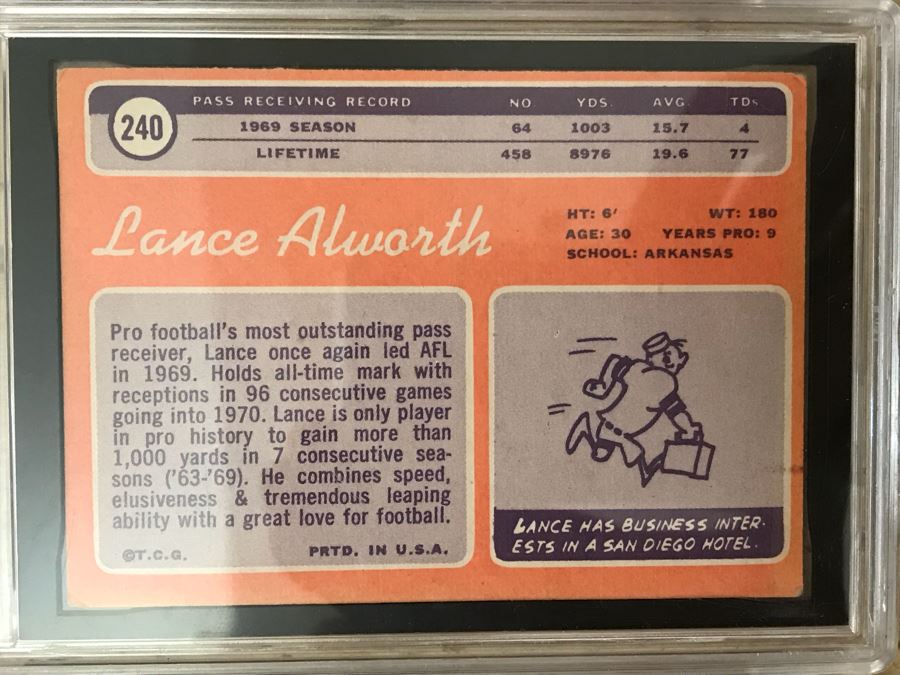 PASS RECEIVING RECORD NO YDS. AVG. TDs.
240
1969 SEASON 64 1003 15.7 4
LIFETIME 458 8976 19.6 77
Lance Alworth
HT: 6' WT: 180
AGE: 30 YEARS PRO: 9
SCHOOL: ARKANSAS
Pro football's most outstanding pass
receiver, Lance once again led AFL
in 1969. Holds all-time mark with
receptions in 96 consecutive games
going into 1970. Lance is only player
in pro history to gain more than
1,000 yards in 7 consecutive sea-
sons ('63-'69). He combines speed,
elusiveness & tremendous leaping
ability with a great love for football.
©T.C.G. PRTD. IN U.S.A.
LANCE HAS BUSINESS INTER-
ESTS IN A SAN DIEGO HOTEL.